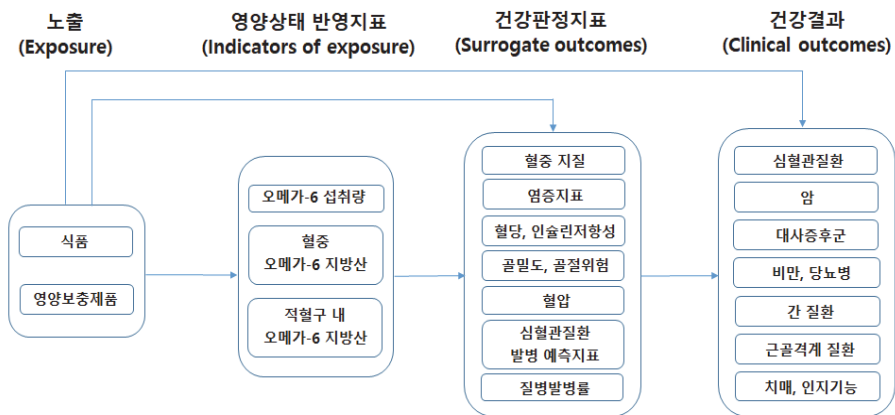 노출
(Exposure)
영양상태 반영지표
(Indicators of exposure)
건강판정지표
(Surrogate outcomes)
건강결과
(Clinical outcomes)
식품
영양보충제품
오메가-6 섭취량
혈중
오메가-6 지방산
적혈구 내
오메가-6 지방산
혈중 지질
염증지표
혈당, 인슐린저항성
골밀도, 골절위험
혈압
심혈관질환
발병 예측지표
질병발병률
심혈관질환
암
대사증후군
비만, 당뇨병
간 질환
근골격계 질환
치매, 인지기능